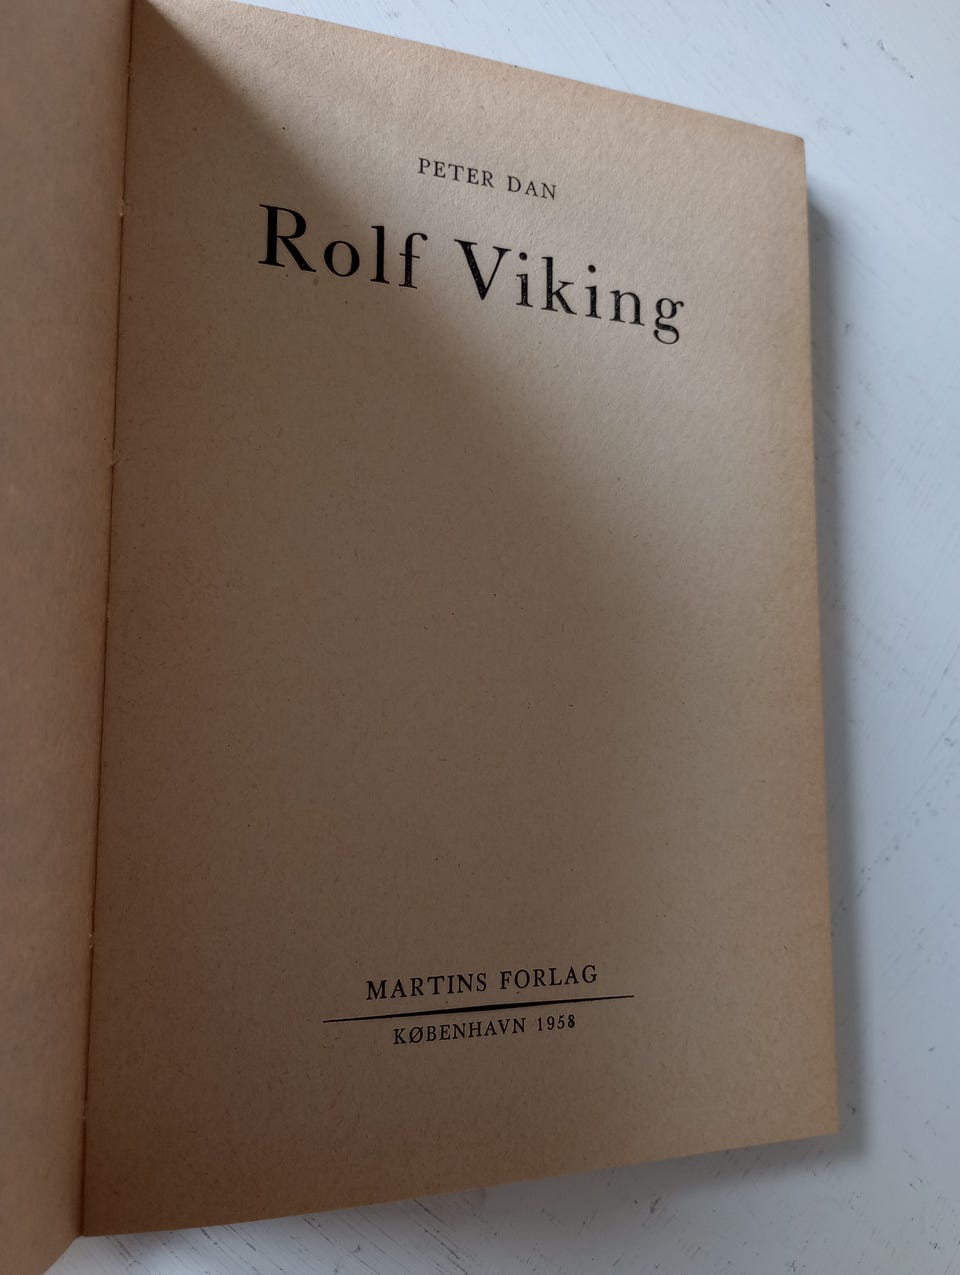 PETER DAN
Rolf Viking
MARTINS FORLAG
KØBENHAVN 1958